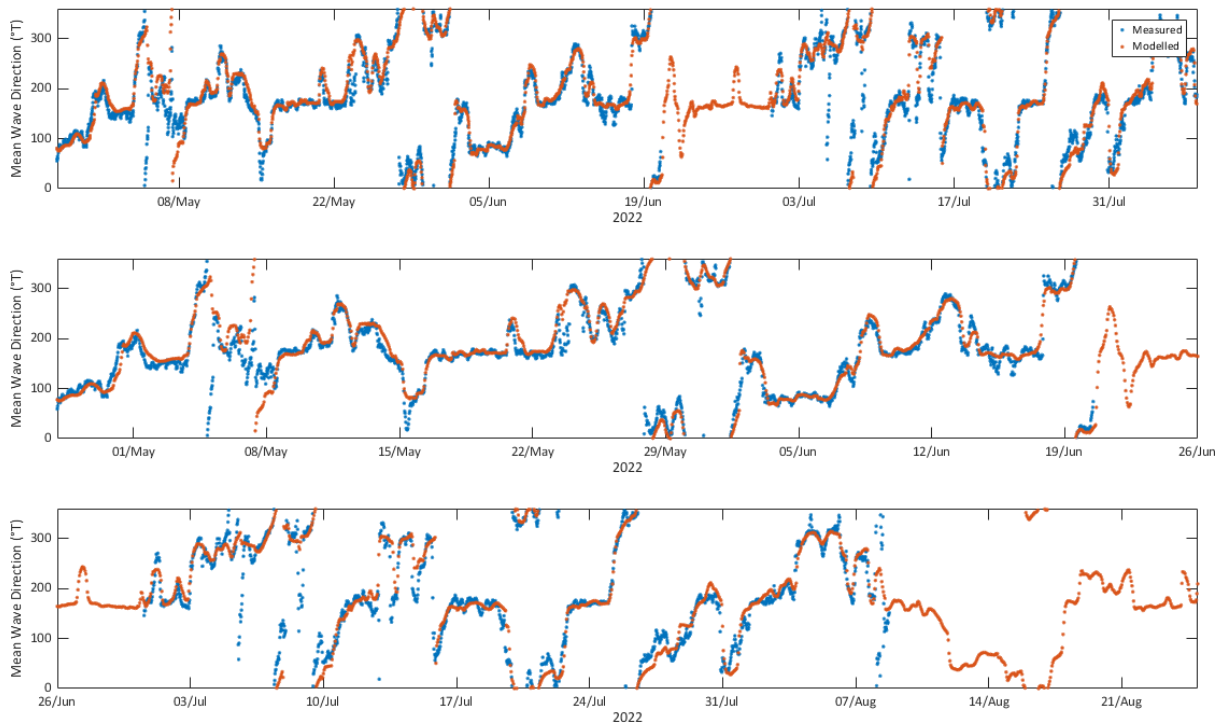 Mean Wave Direction (°T)
300
200
100
0
Measured
Modelled
08/May 22/May 05/Jun 19/Jun 03/Jul 17/Jul 31/Jul
2022
Mean Wave Direction (°T)
300
200
100
0
01/May 08/May 15/May 22/May 29/May 05/Jun 12/Jun 19/Jun 26/Jun
2022
Mean Wave Direction (°T)
300
200
100
0
26/Jun 03/Jul 10/Jul 17/Jul 24/Jul 31/Jul 07/Aug 14/Aug 21/Aug
2022